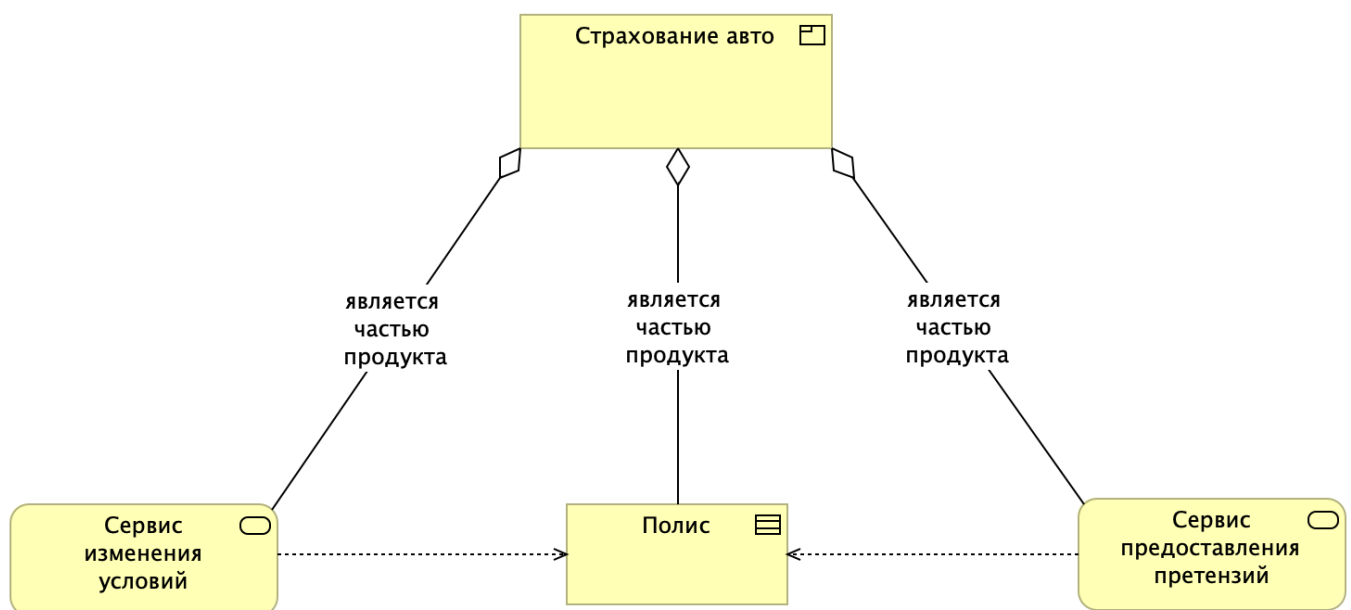 Страхование авто
является
частью
продукта
является
частью
продукта
является
частью
продукта
Сервис
изменения
условий
Полис
Сервис
предоставления
претензий